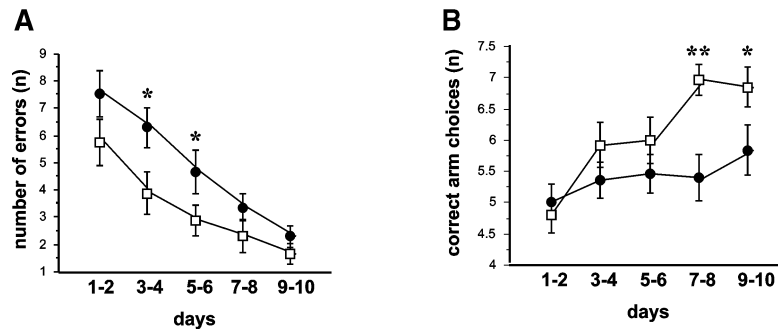 A
number of errors (n)
9
8
7
6
5
4
3
2
1
*
*
1-2 3-4 5-6 7-8 9-10
days
B
correct arm choices (n)
7.5
7
6.5
6
5.5
5
4.5
4
** *
1-2 3-4 5-6 7-8 9-10
days